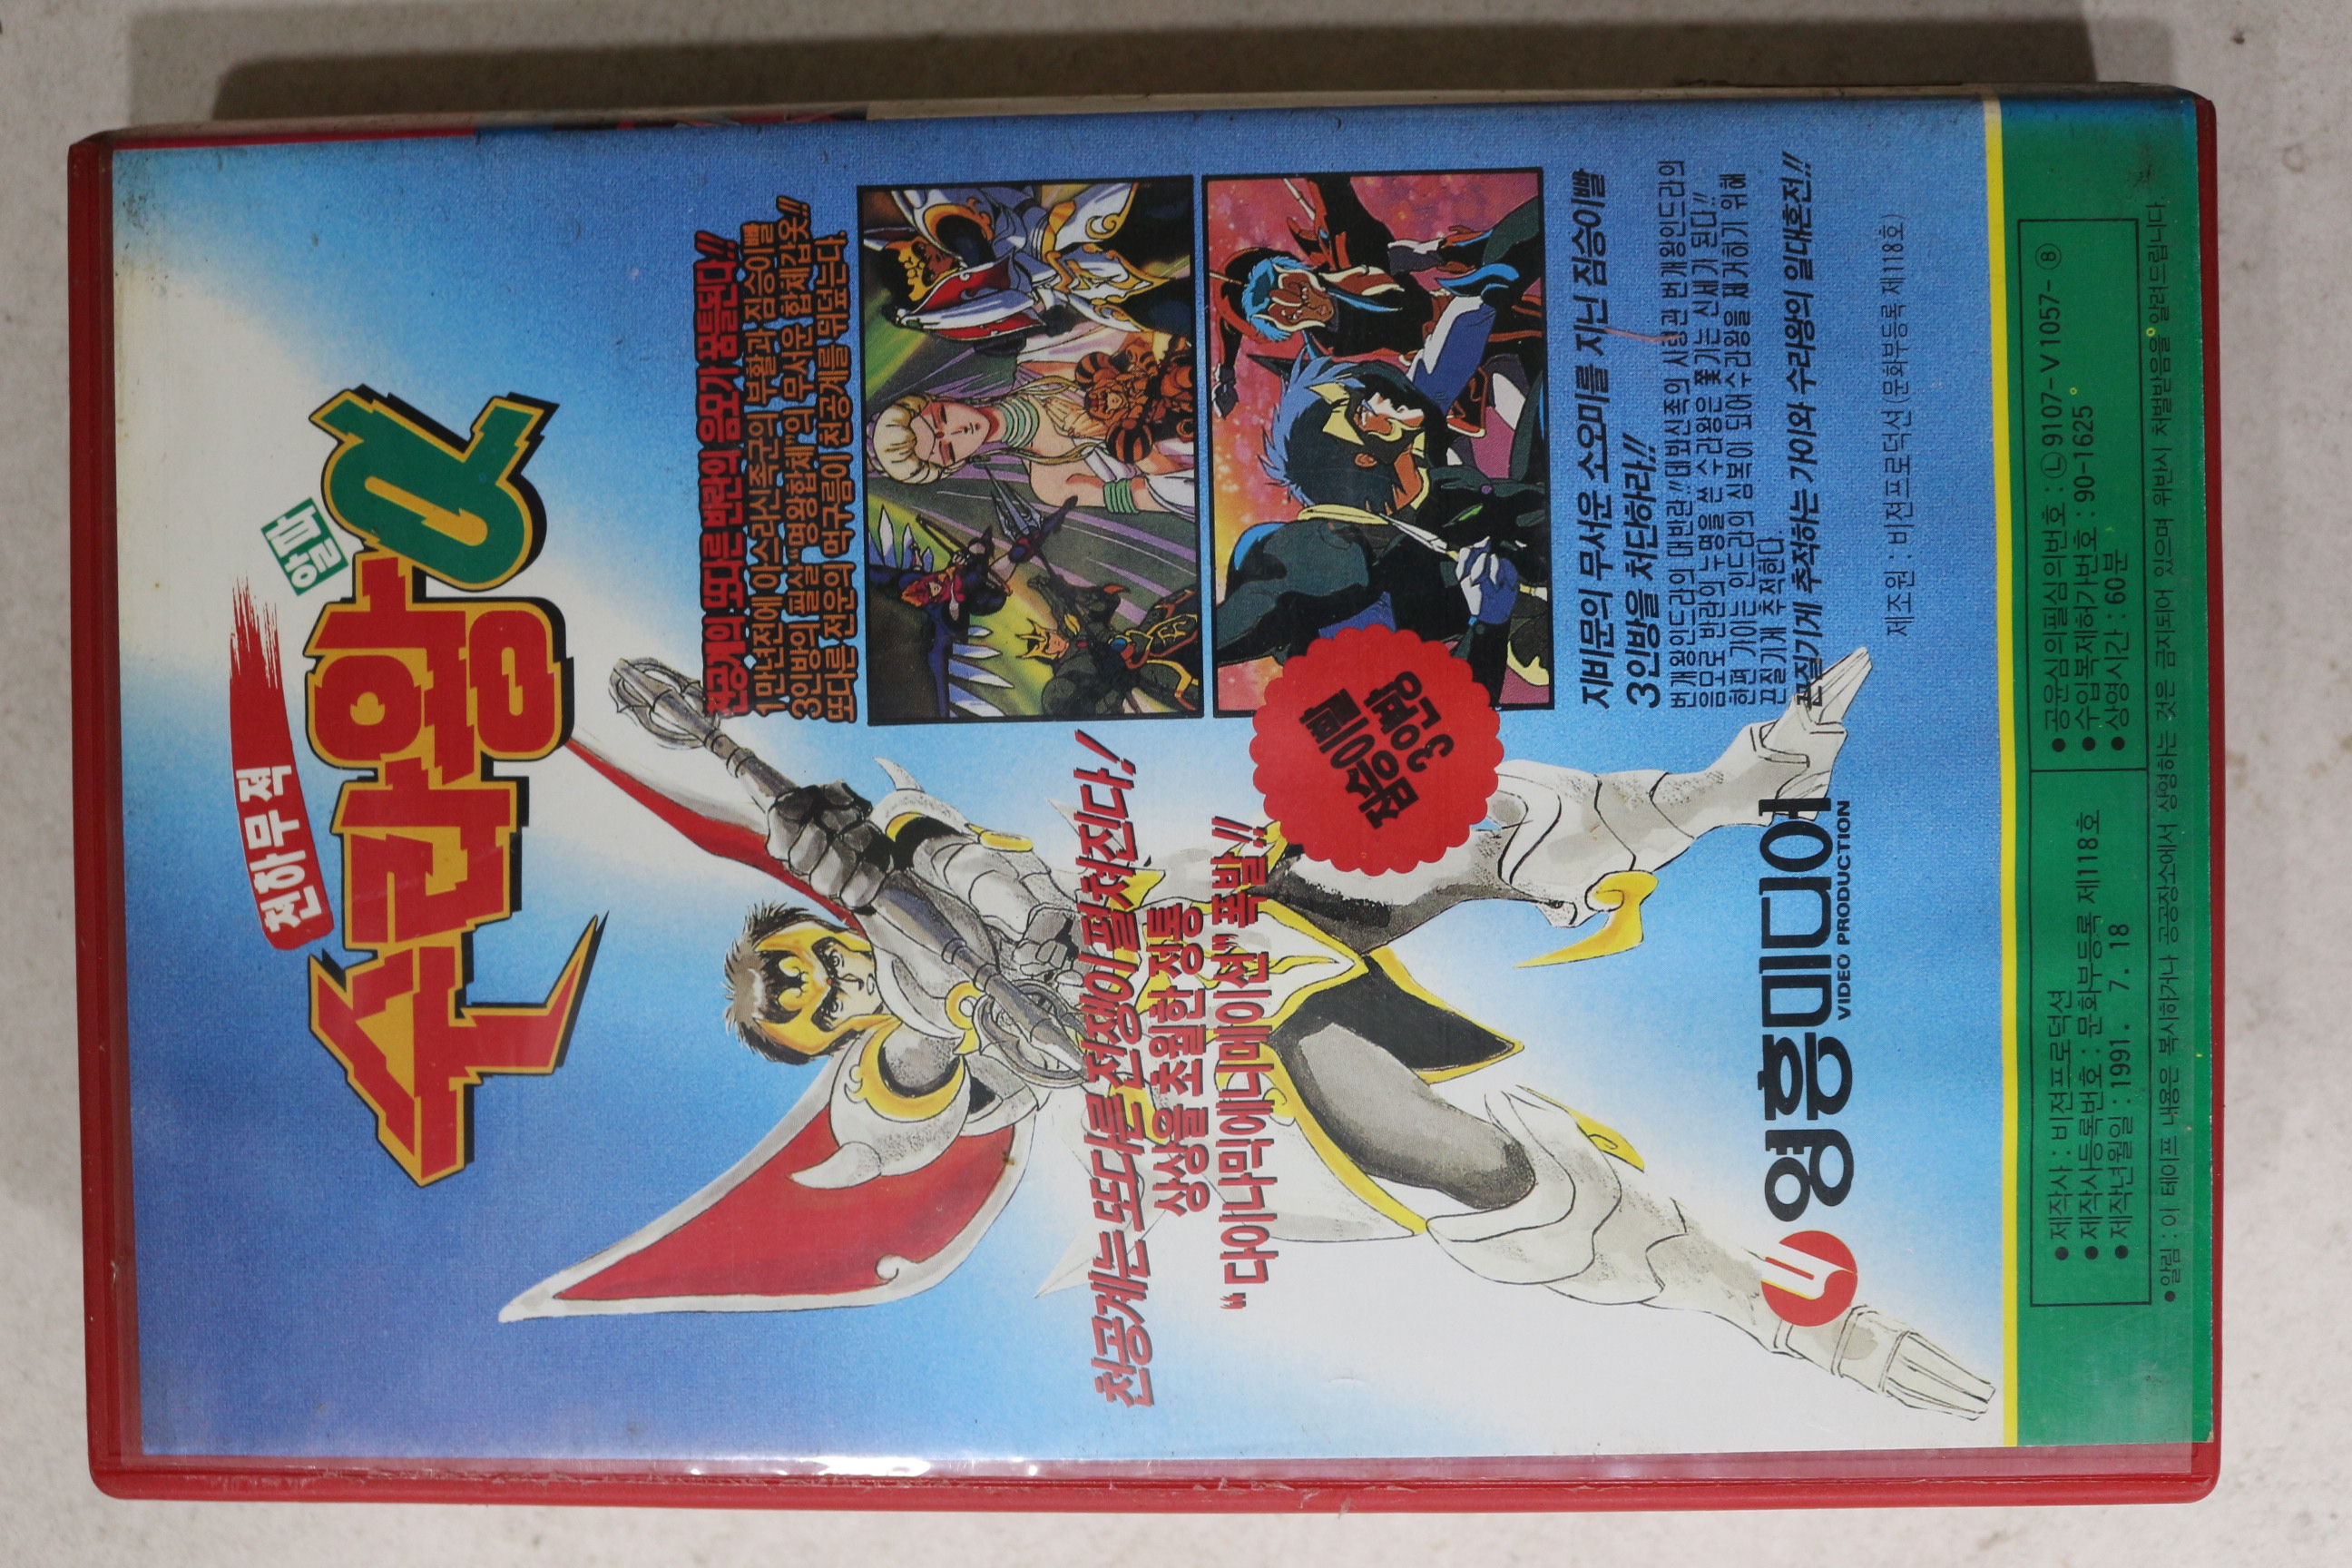 천하무적
알파
수라왕α
천공계의 또다른 반란의 음모가 꿈틀된다!!
1만년전에 아스라신족군의 부활과 짐승이빨
3인방의 필살 "명왕합체"의 무서운 합체갑옷!!
또다른 전운의 먹구름이 천공계를 뒤덮는다.
천공계는 또다른 전쟁이 펼쳐진다!
상상을 초월한 정통
"다이나믹에니메이션" 폭발!!
짐승이빨
3인방
지비문의 무서운 소오미를 지닌 짐승이빨
3인방을 처단하라!!
번개왕인드라의 대반란!! 대바신족의 사령관 번개왕인드라의
음모로 반란의 누명을 쓴 수라왕은 쫓기는 신세가 된다!!
한편 가이는 인드라의 심복이 되어 수라왕을 제거하기 위해
끈질기게 추적한다.
끈질기게 추적하는 가이와 수라왕의 일대혼전!!
영흥미디어
VIDEO PRODUCTION
제조원 : 비젼프로덕션 (문화부등록 제118호)
●제작사 : 비젼프로덕션
●제작사등록번호 : 문화부등록 제118호
●제작년월일 : 1991. 7. 18
●공윤심의필심의번호 : Ⓛ9107-V1057-⑧
●수입복제허가번호 : 90-1625
●상영시간 : 60분
●알림 : 이 테이프 내용은 복사하거나 공공장소에서 상영하는 것은 금지되어 있으며 위반시 처벌받음을 알려드립니다.